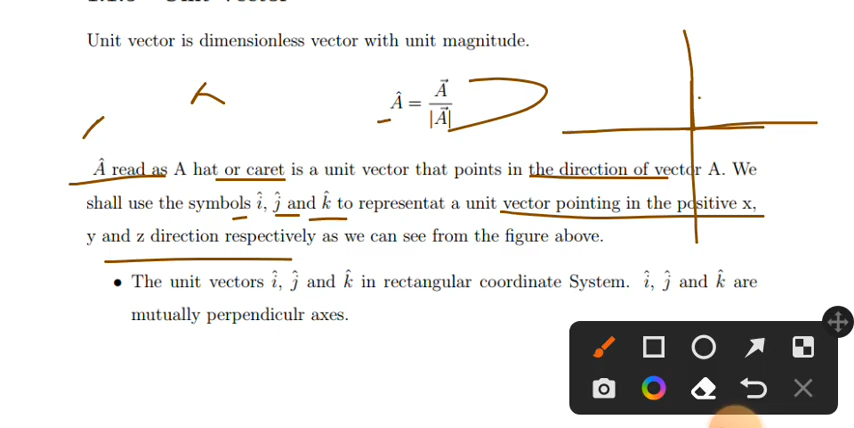 Unit vector is dimensionless vector with unit magnitude.
Â = A⃗ / |A⃗|
Â read as A hat or caret is a unit vector that points in the direction of vector A. We
shall use the symbols î, ĵ and k̂ to representat a unit vector pointing in the positive x,
y and z direction respectively as we can see from the figure above.
• The unit vectors î, ĵ and k̂ in rectangular coordinate System. î, ĵ and k̂ are
mutually perpendiculr axes.